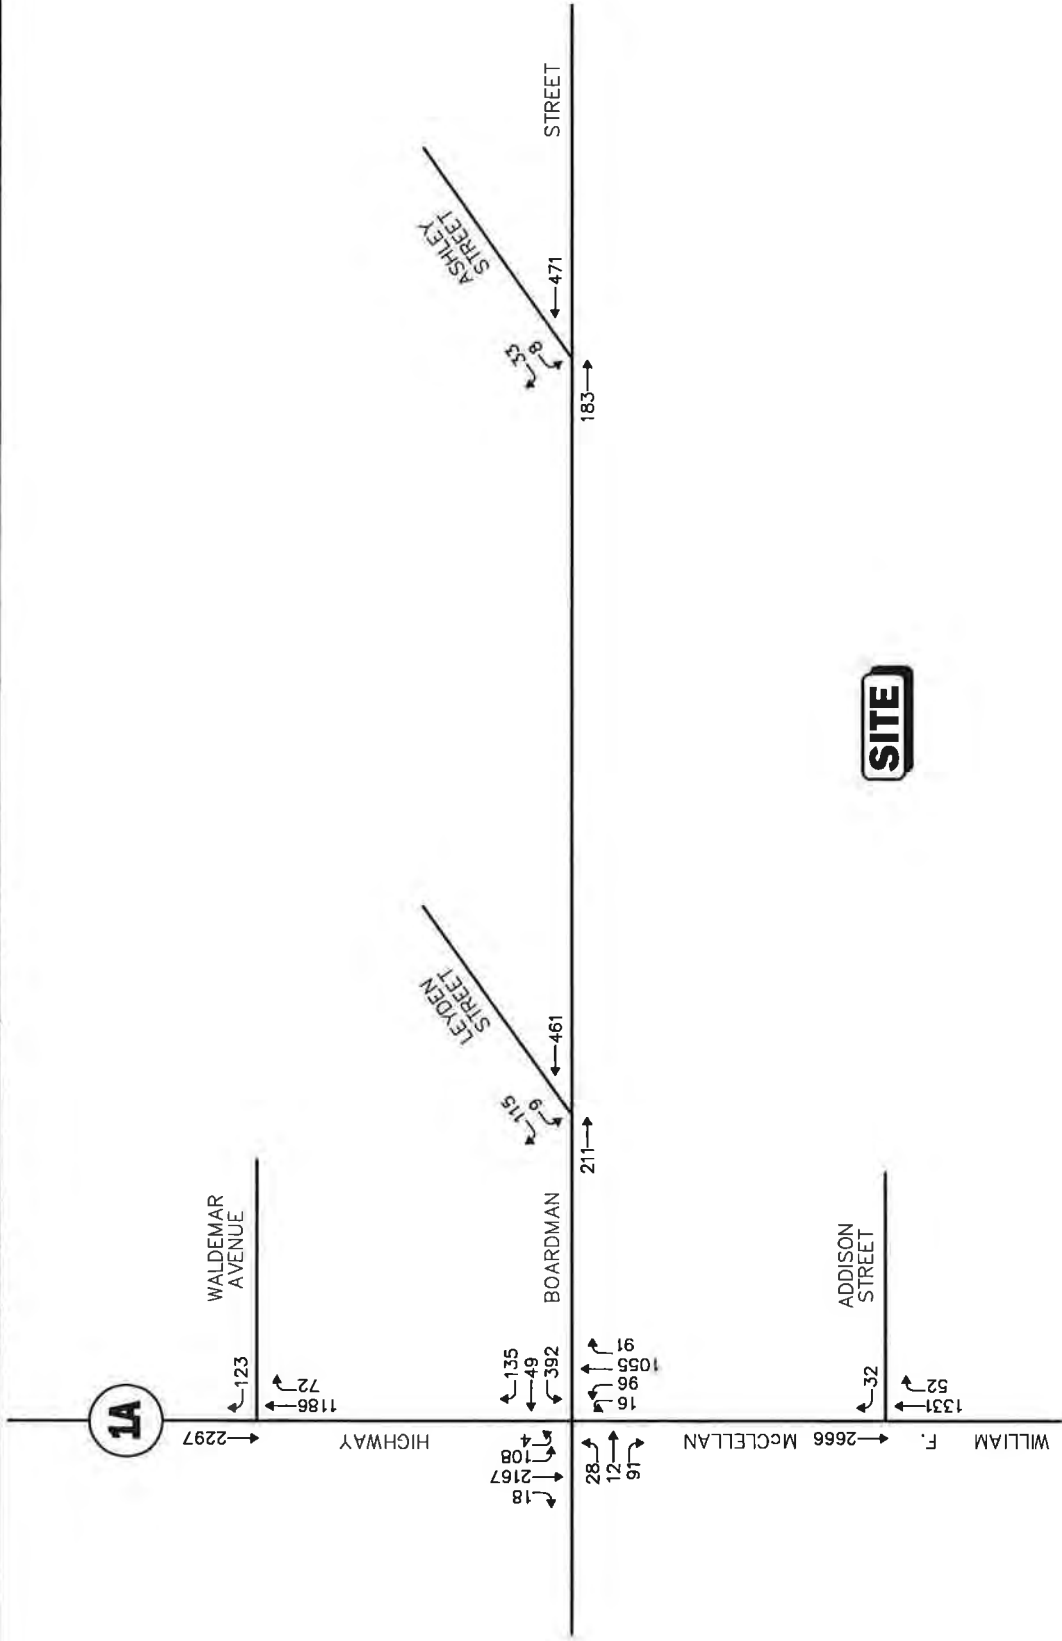 1A
WALDEMAR
AVENUE
123
72
1186
2297
HIGHWAY
BOARDMAN
STREET
LEYDEN
STREET
ASHLEY
STREET
115
9
461
211
33
8
471
183
135
49
392
4
108
2167
18
91
1055
96
16
28
12
91
SITE
ADDISON
STREET
32
52
1331
2666
WILLIAM F. McCLELLAN